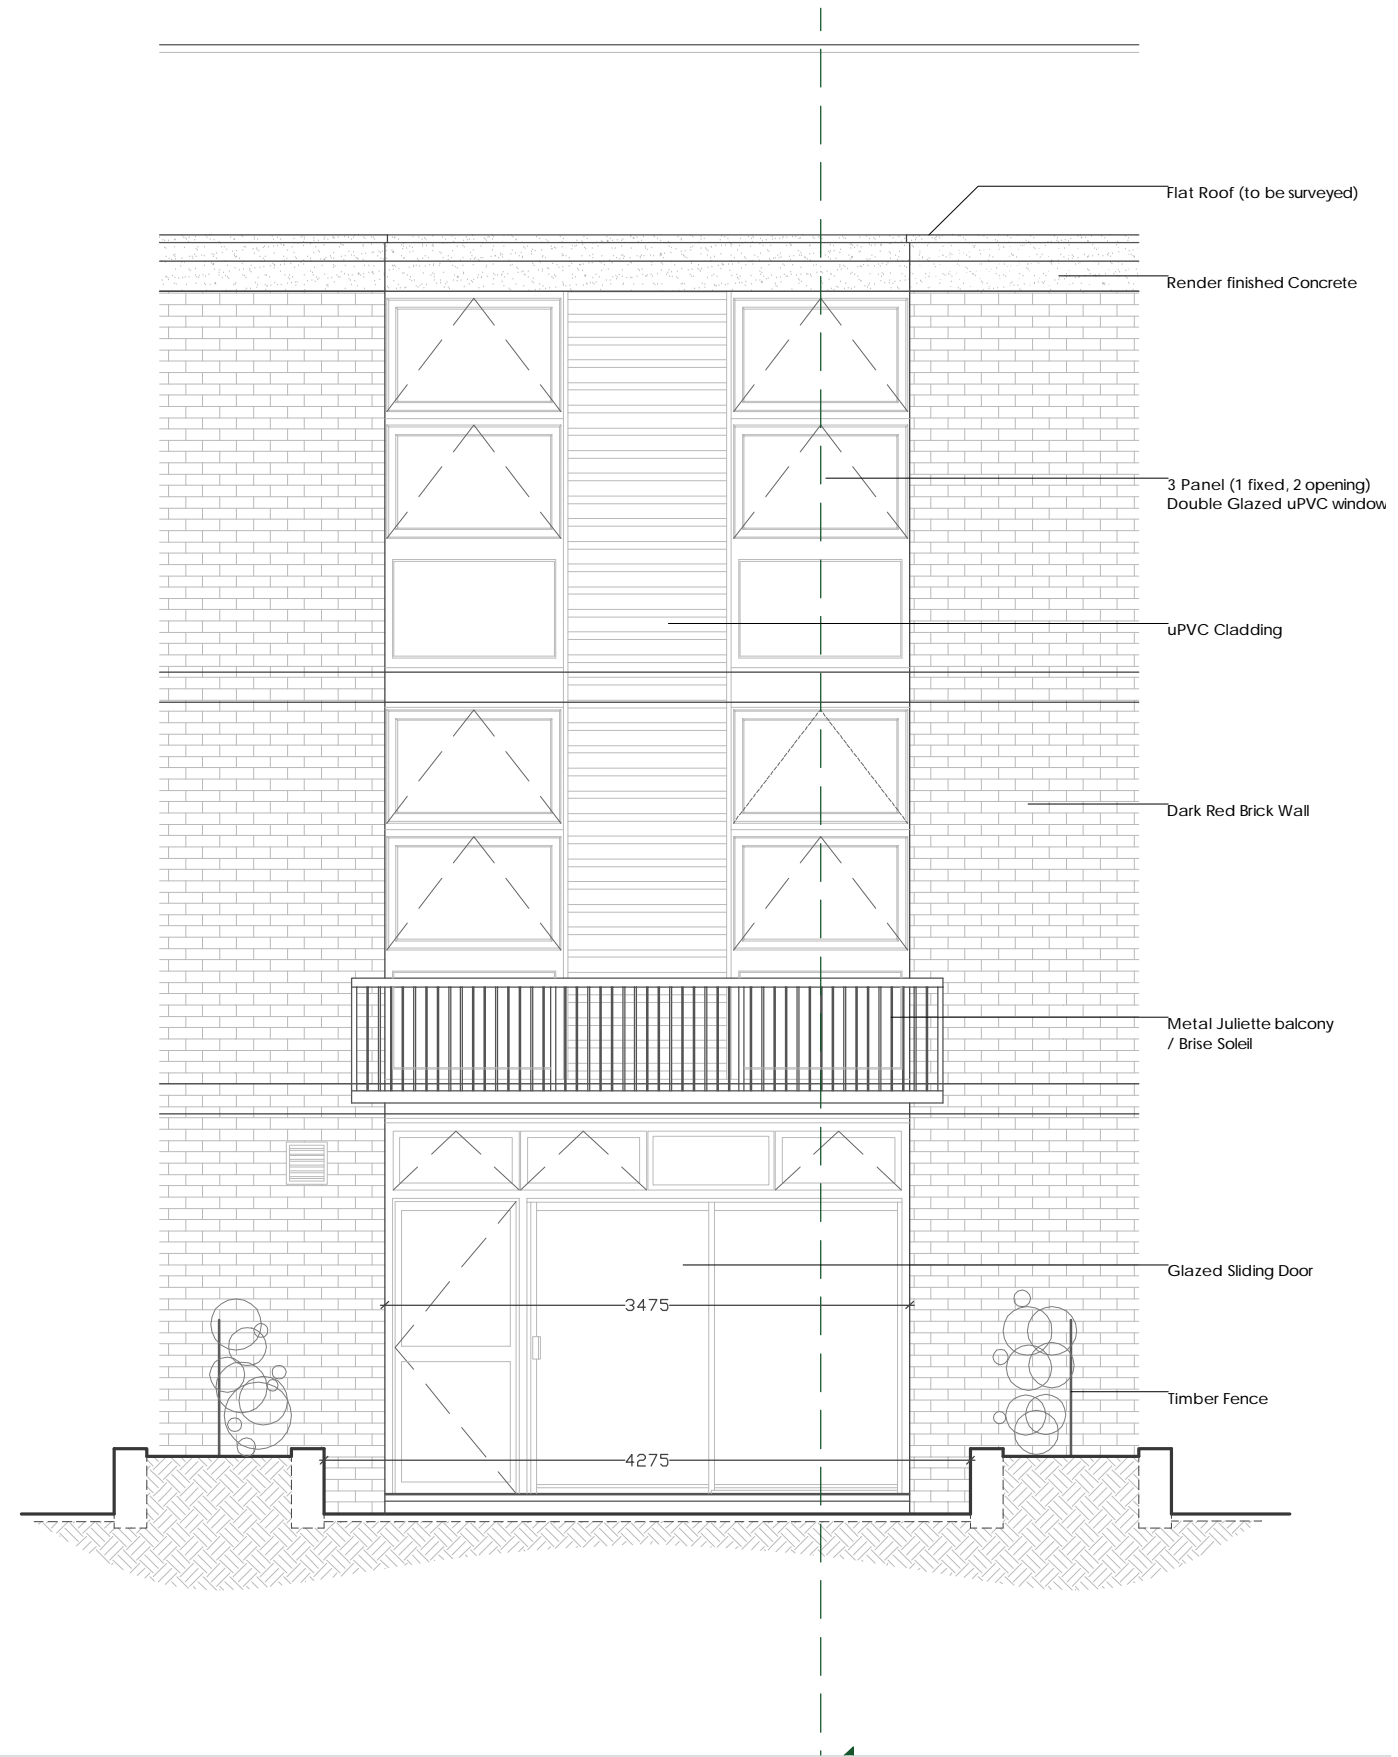 Flat Roof (to be surveyed)
Render finished Concrete
3 Panel (1 fixed, 2 opening)
Double Glazed uPVC window
uPVC Cladding
Dark Red Brick Wall
Metal Juliette balcony
/ Brise Soleil
Glazed Sliding Door
3475
Timber Fence
4275